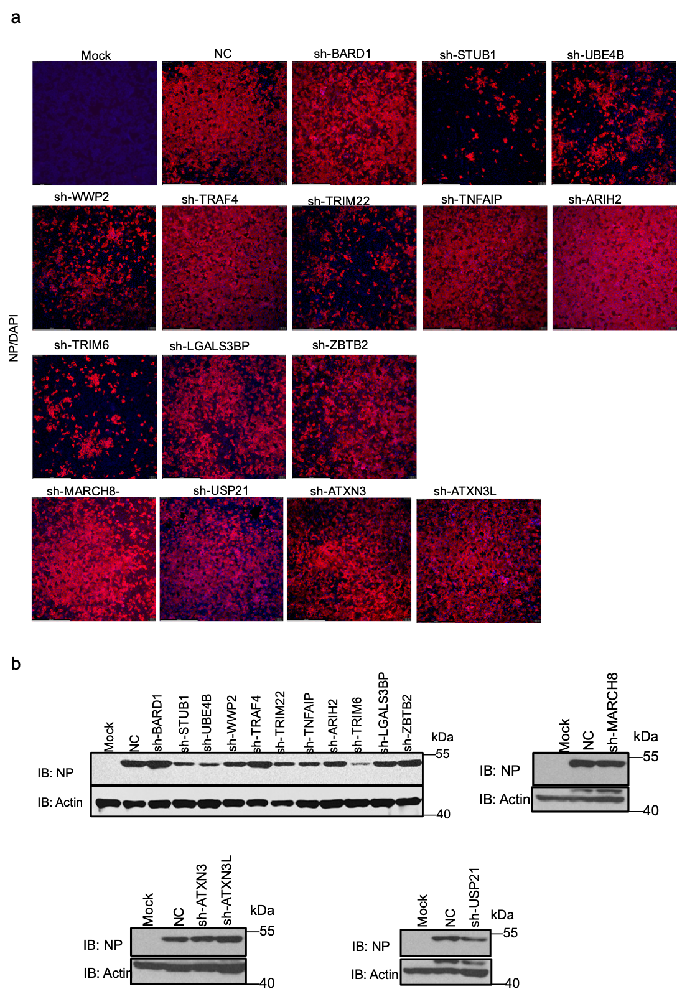 a
Mock NC sh-BARD1 sh-STUB1 sh-UBE4B
sh-WWP2 sh-TRAF4 sh-TRIM22 sh-TNFAIP sh-ARIH2
NP/DAPI
sh-TRIM6 sh-LGALS3BP sh-ZBTB2
sh-MARCH8- sh-USP21 sh-ATXN3 sh-ATXN3L
b
Mock NC sh-BARD1 sh-STUB1 sh-UBE4B sh-WWP2 sh-TRAF4 sh-TRIM22 sh-TNFAIP sh-ARIH2 sh-TRIM6 sh-LGALS3BP sh-ZBTB2
kDa
55
IB: NP
IB: Actin
40
Mock NC sh-MARCH8
kDa
55
IB: NP
IB: Actin
40
Mock NC sh-ATXN3 sh-ATXN3L
kDa
55
IB: NP
IB: Actin
40
Mock NC sh-USP21
kDa
55
IB: NP
IB: Actin
40